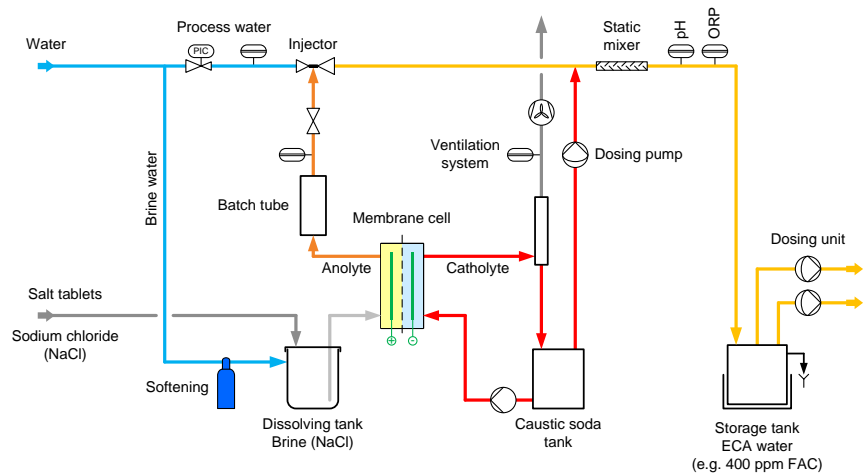 Water
Process water
PIC
Injector
Static
mixer
pH
ORP
Ventilation
system
Dosing pump
Brine water
Batch tube
Membrane cell
Anolyte
Catholyte
Dosing unit
Salt tablets
Sodium chloride
(NaCl)
Softening
Dissolving tank
Brine (NaCl)
Caustic soda
tank
Storage tank
ECA water
(e.g. 400 ppm FAC)